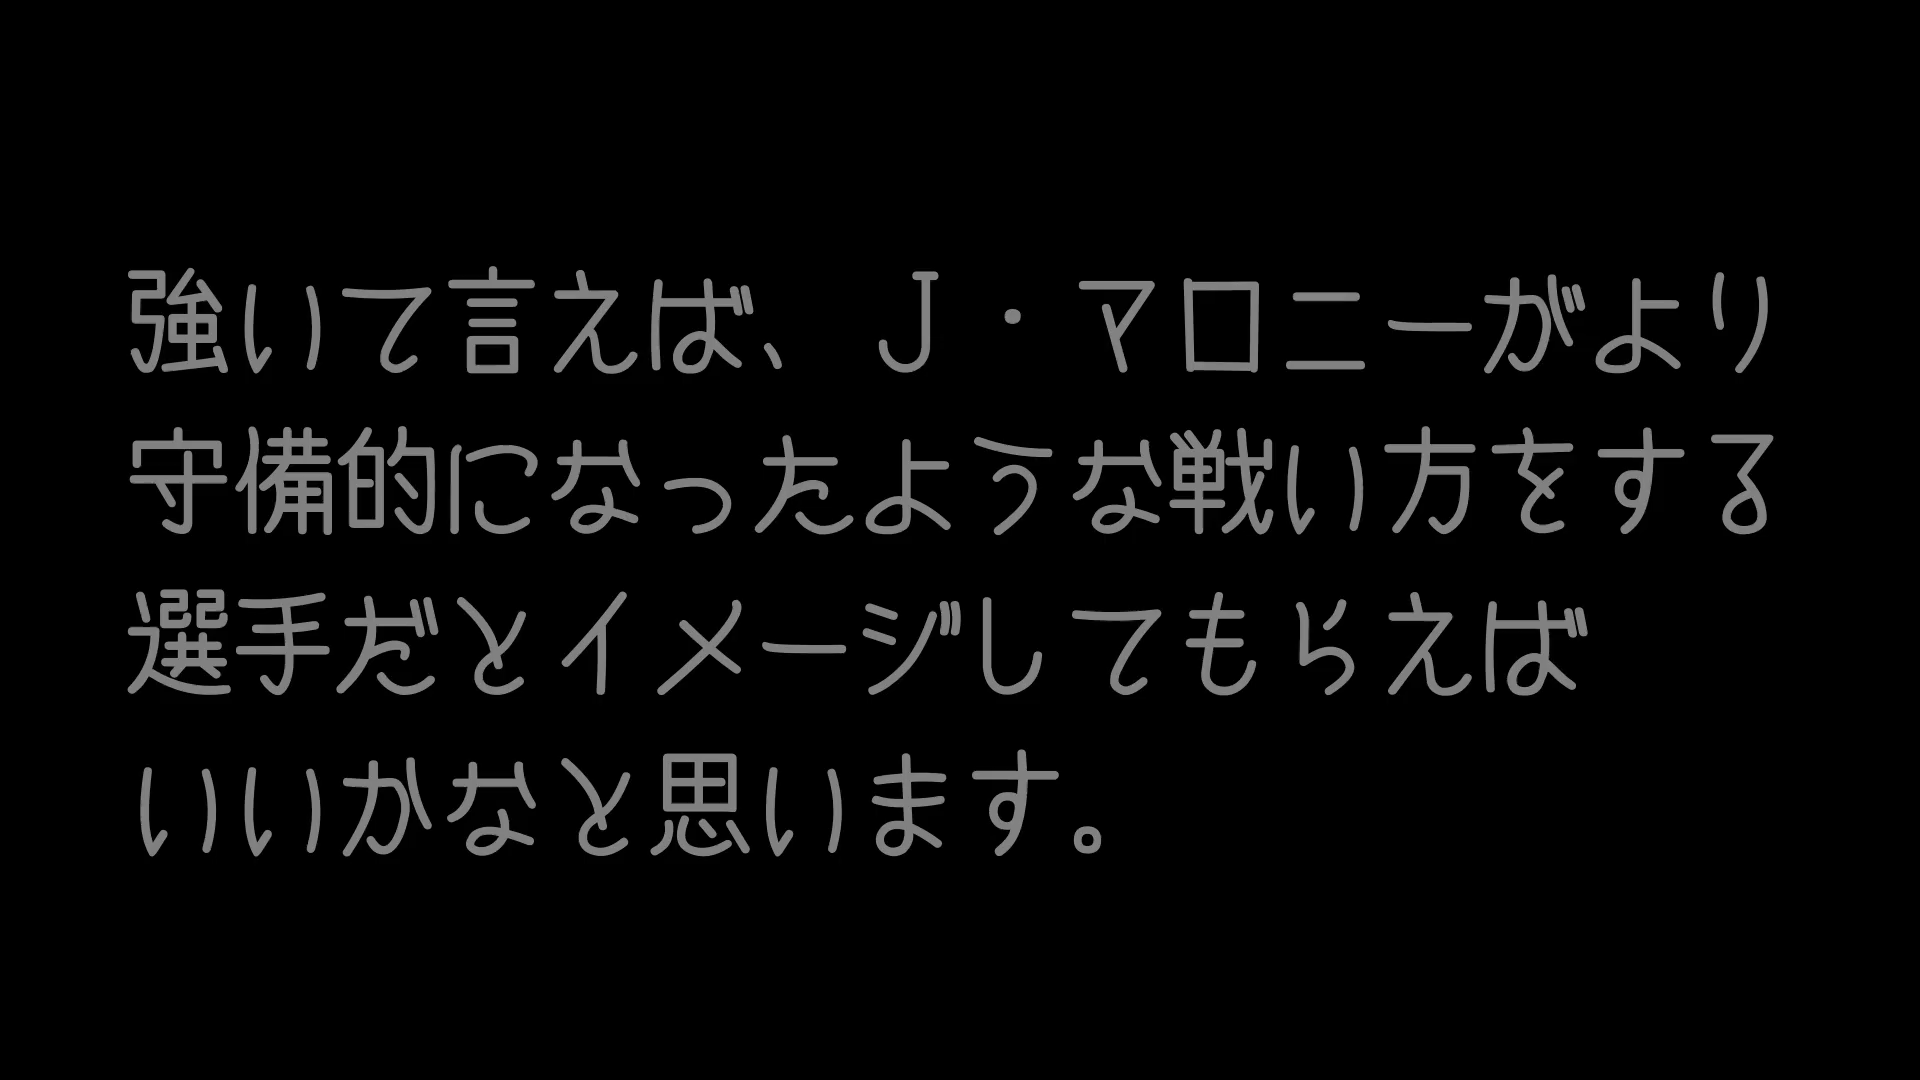 強いて言えば、Ｊ・マロニーがより
守備的になったような戦い方をする
選手だとイメージしてもらえば
いいかなと思います。